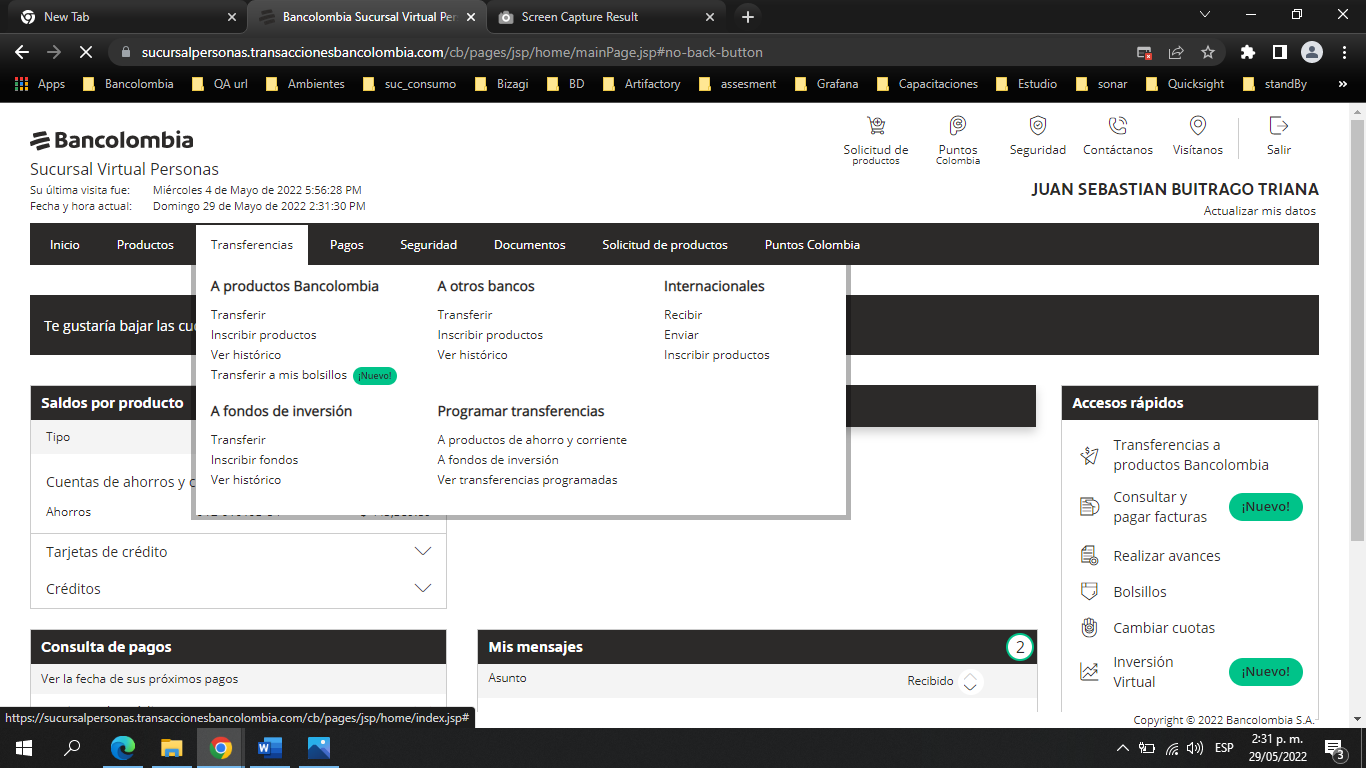 New Tab
Bancolombia Sucursal Virtual Per
Screen Capture Result
sucursalpersonas.transaccionesbancolombia.com/cb/pages/jsp/home/mainPage.jsp#no-back-button
Apps Bancolombia QA url Ambientes suc_consumo Bizagi BD Artifactory assesment Grafana Capacitaciones Estudio sonar Quicksight standBy »
Bancolombia
Sucursal Virtual Personas
Su última visita fue: Miércoles 4 de Mayo de 2022 5:56:28 PM
Fecha y hora actual: Domingo 29 de Mayo de 2022 2:31:30 PM
Solicitud de
productos
Puntos
Colombia
Seguridad
Contáctanos
Visítanos
Salir
JUAN SEBASTIAN BUITRAGO TRIANA
Actualizar mis datos
Inicio Productos Transferencias Pagos Seguridad Documentos Solicitud de productos Puntos Colombia
Te gustaría bajar las cu
A productos Bancolombia
Transferir
Inscribir productos
Ver histórico
Transferir a mis bolsillos ¡Nuevo!
A otros bancos
Transferir
Inscribir productos
Ver histórico
Internacionales
Recibir
Enviar
Inscribir productos
A fondos de inversión
Transferir
Inscribir fondos
Ver histórico
Programar transferencias
A productos de ahorro y corriente
A fondos de inversión
Ver transferencias programadas
Saldos por producto
Tipo
Cuentas de ahorros y c
Ahorros
Tarjetas de crédito
Créditos
Accesos rápidos
Transferencias a
productos Bancolombia
Consultar y
pagar facturas
¡Nuevo!
Realizar avances
Bolsillos
Cambiar cuotas
Inversión
Virtual
¡Nuevo!
Consulta de pagos
Ver la fecha de sus próximos pagos
Mis mensajes 2
Asunto Recibido
https://sucursalpersonas.transaccionesbancolombia.com/cb/pages/jsp/home/index.jsp#
Copyright © 2022 Bancolombia S.A.
ESP
2:31 p. m.
29/05/2022
3